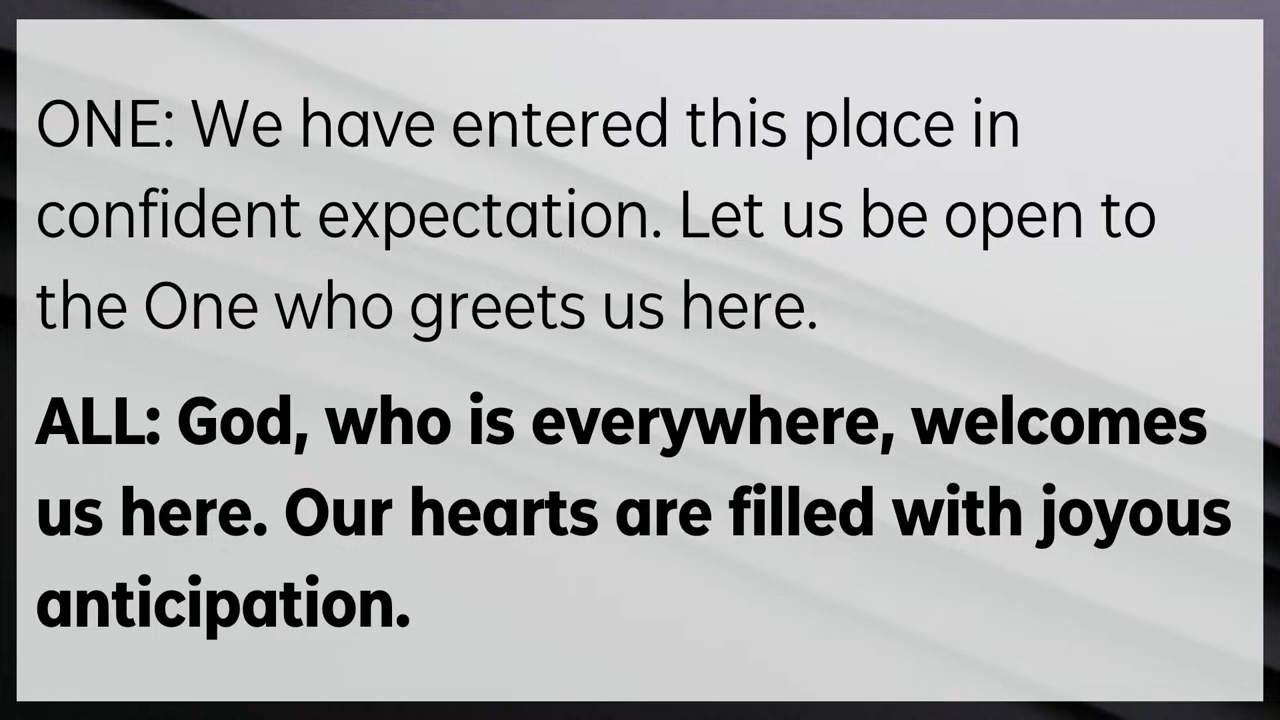 ONE: We have entered this place in
confident expectation. Let us be open to
the One who greets us here.
ALL: God, who is everywhere, welcomes
us here. Our hearts are filled with joyous
anticipation.